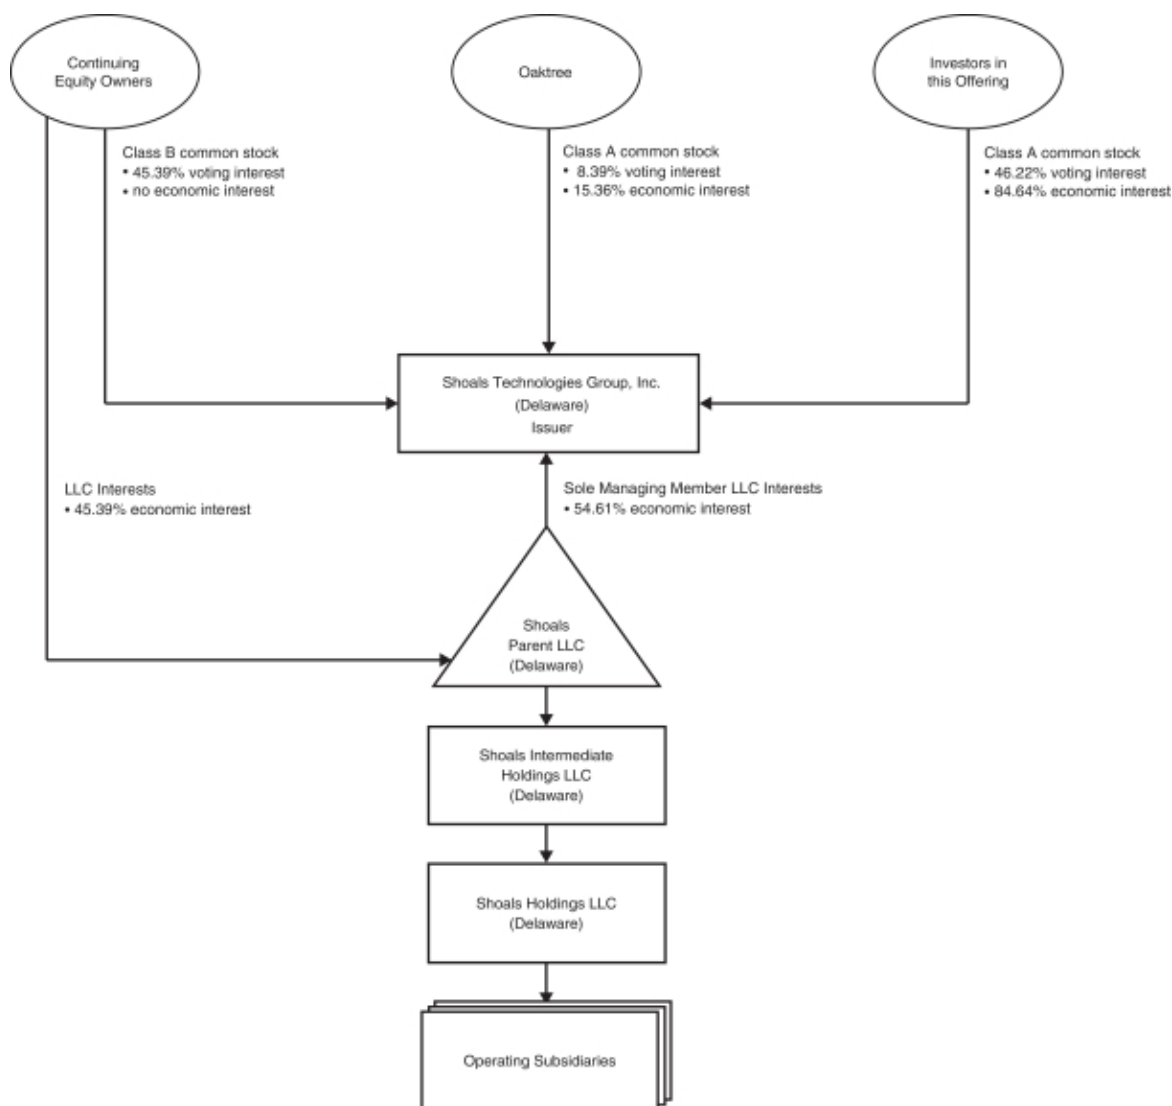 Continuing
Equity Owners
Oaktree
Investors in
this Offering
Class B common stock
• 45.39% voting interest
• no economic interest
Class A common stock
• 8.39% voting interest
• 15.36% economic interest
Class A common stock
• 46.22% voting interest
• 84.64% economic interest
Shoals Technologies Group, Inc.
(Delaware)
Issuer
LLC Interests
• 45.39% economic interest
Sole Managing Member LLC Interests
• 54.61% economic interest
Shoals
Parent LLC
(Delaware)
Shoals Intermediate
Holdings LLC
(Delaware)
Shoals Holdings LLC
(Delaware)
Operating Subsidiaries